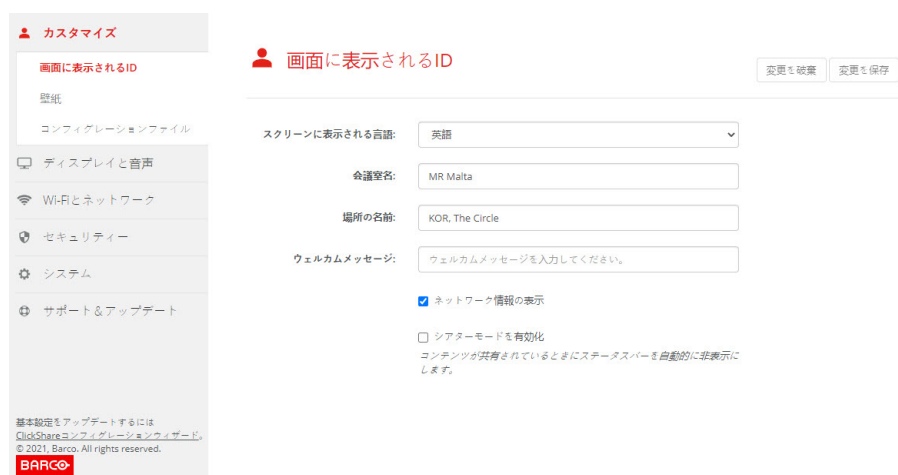 カスタマイズ
画面に表示されるID
壁紙
コンフィグレーションファイル
ディスプレイと音声
Wi-Fiとネットワーク
セキュリティー
システム
サポート＆アップデート
基本設定をアップデートするには
ClickShareコンフィグレーションウィザード。
© 2021, Barco. All rights reserved.
BARCO
画面に表示されるID
変更を破棄
変更を保存
スクリーンに表示される言語:
英語
会議室名:
MR Malta
場所の名前:
KOR, The Circle
ウェルカムメッセージ:
ウェルカムメッセージを入力してください。
ネットワーク情報の表示
シアターモードを有効化
コンテンツが共有されているときにステータスバーを自動的に非表示に
します。